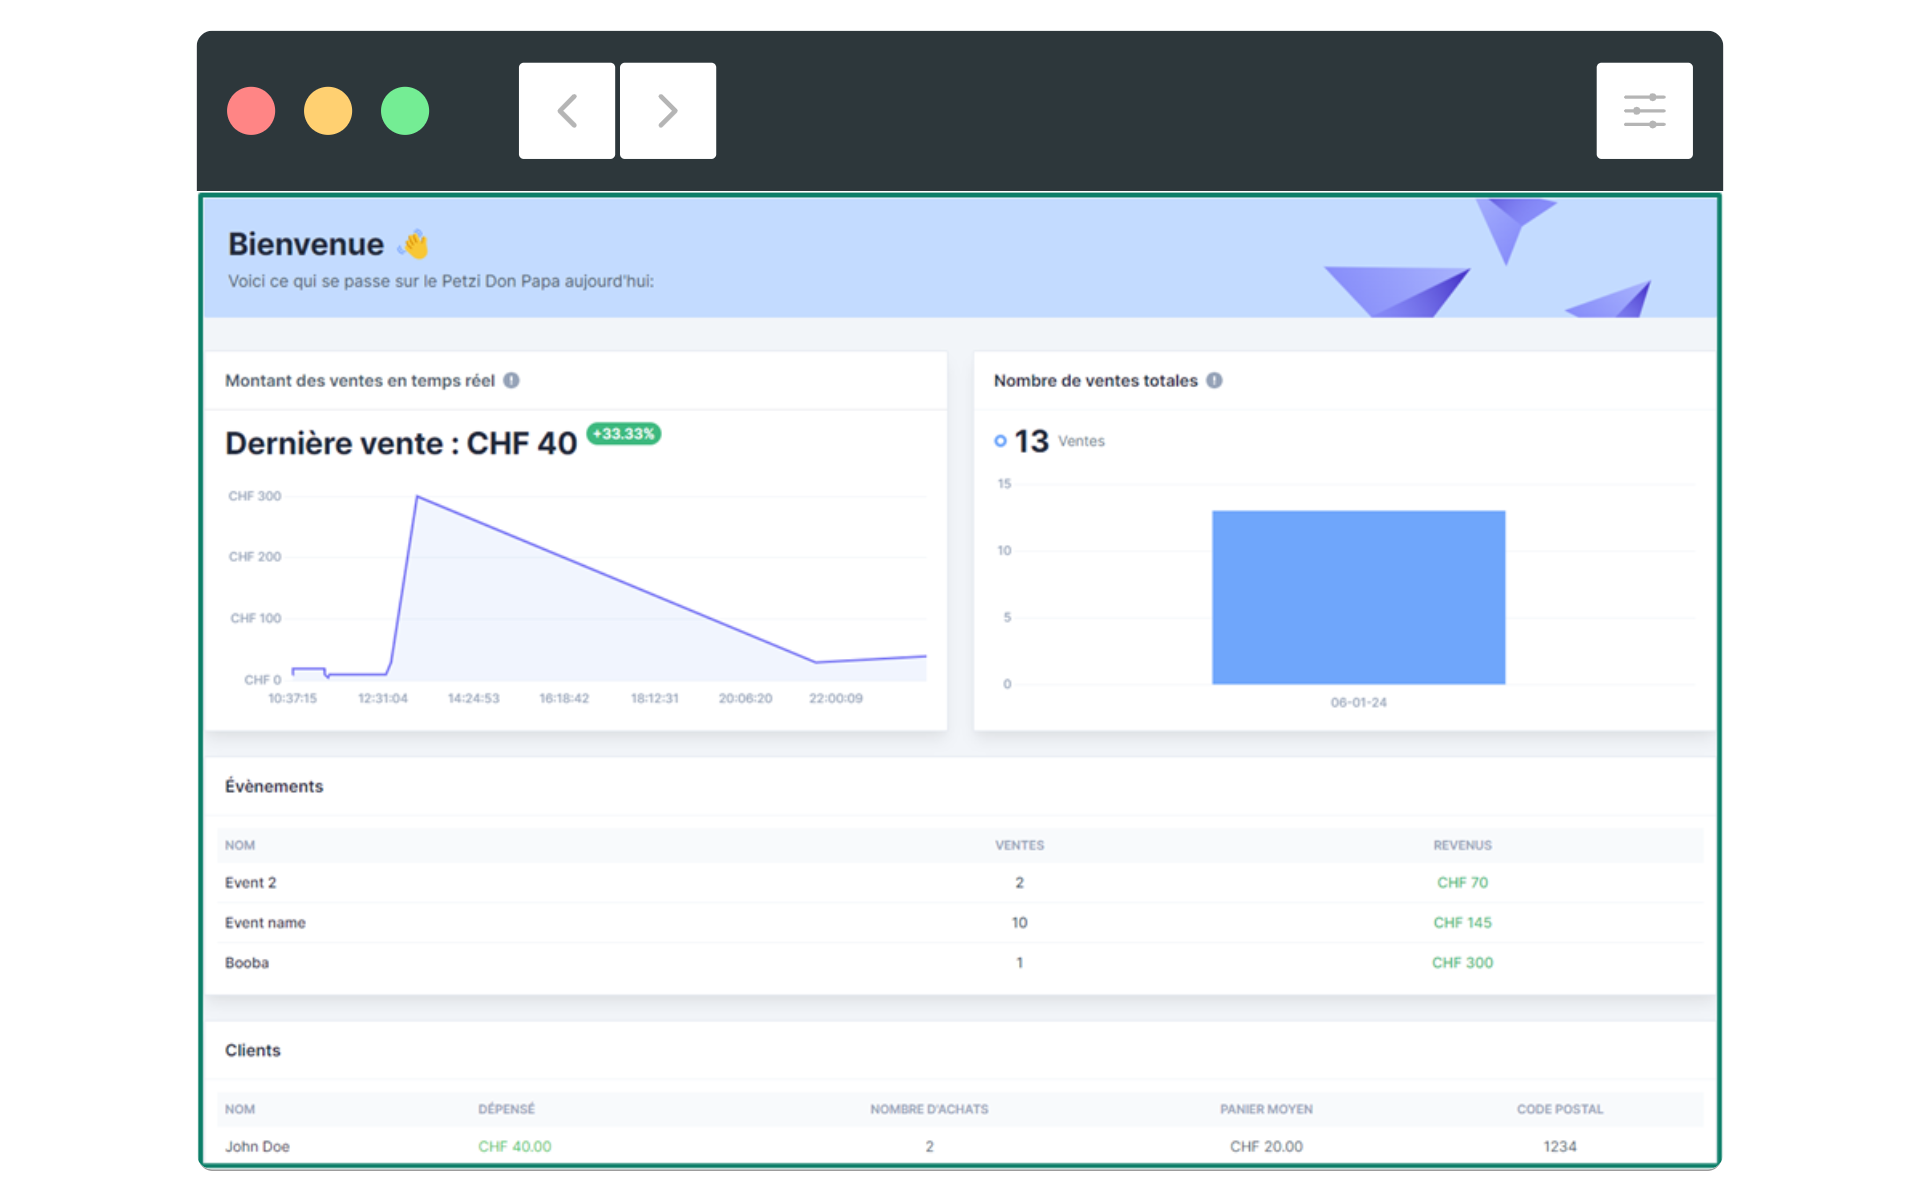 Bienvenue 👋
Voici ce qui se passe sur le Petzi Don Papa aujourd'hui:
Montant des ventes en temps réel
Dernière vente : CHF 40 +33.33%
CHF 300
CHF 200
CHF 100
CHF 0
10:37:15 12:31:04 14:24:53 16:18:42 18:12:31 20:06:20 22:00:09
Nombre de ventes totales
13 Ventes
15
10
5
0
06-01-24
Évènements
NOM VENTES REVENUS
Event 2 2 CHF 70
Event name 10 CHF 145
Booba 1 CHF 300
Clients
NOM DÉPENSÉ NOMBRE D'ACHATS PANIER MOYEN CODE POSTAL
John Doe CHF 40.00 2 CHF 20.00 1234